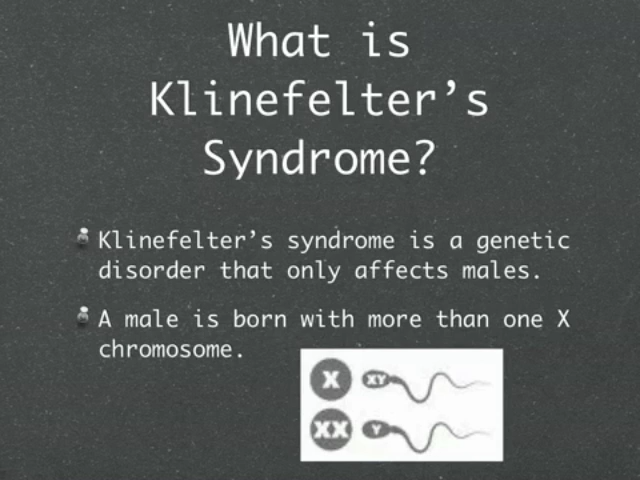 What is
Klinefelter’s
Syndrome?
Klinefelter’s syndrome is a genetic
disorder that only affects males.
A male is born with more than one X
chromosome.
X XY
XX Y